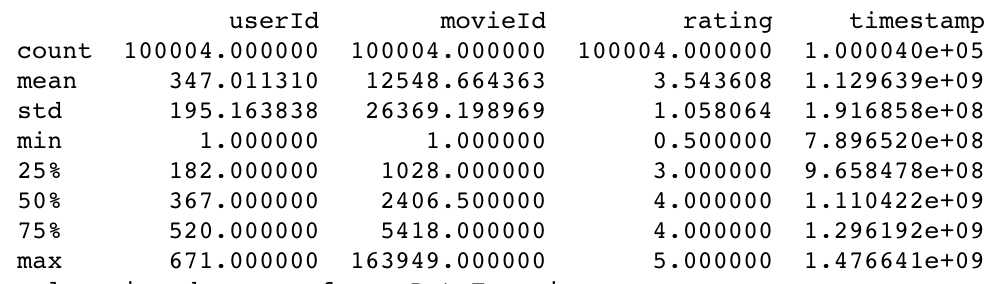 userId movieId rating timestamp
count 100004.000000 100004.000000 100004.000000 1.000040e+05
mean 347.011310 12548.664363 3.543608 1.129639e+09
std 195.163838 26369.198969 1.058064 1.916858e+08
min 1.000000 1.000000 0.500000 7.896520e+08
25% 182.000000 1028.000000 3.000000 9.658478e+08
50% 367.000000 2406.500000 4.000000 1.110422e+09
75% 520.000000 5418.000000 4.000000 1.296192e+09
max 671.000000 163949.000000 5.000000 1.476641e+09